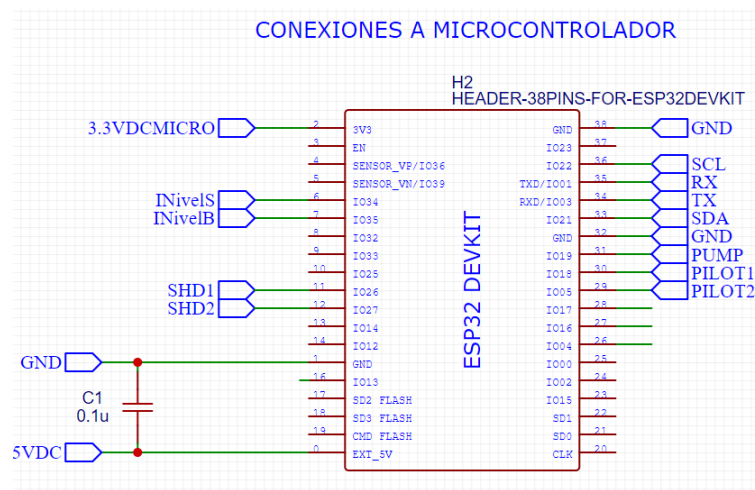 CONEXIONES A MICROCONTROLADOR
H2
HEADER-38PINS-FOR-ESP32DEVKIT
3.3VDCMICRO 2 3V3 GND 38 GND
3 EN IO23 37
4 SENSOR_VP/IO36 IO22 36 SCL
5 SENSOR_VN/IO39 TXD/IO01 35 RX
INivelS 6 IO34 RXD/IO03 34 TX
INivelB 7 IO35 IO21 33 SDA
8 IO32 GND 32 GND
9 IO33 IO19 31 PUMP
10 IO25 IO18 30 PILOT1
SHD1 11 IO26 IO05 29 PILOT2
SHD2 12 IO27 IO17 28
13 IO14 IO16 27
14 IO12 IO04 26
GND 1 GND IO00 25
16 IO13 IO02 24
17 SD2 FLASH IO15 23
18 SD3 FLASH SD1 22
19 CMD FLASH SD0 21
5VDC 0 EXT_5V CLK 20
ESP32 DEVKIT
C1
0.1u